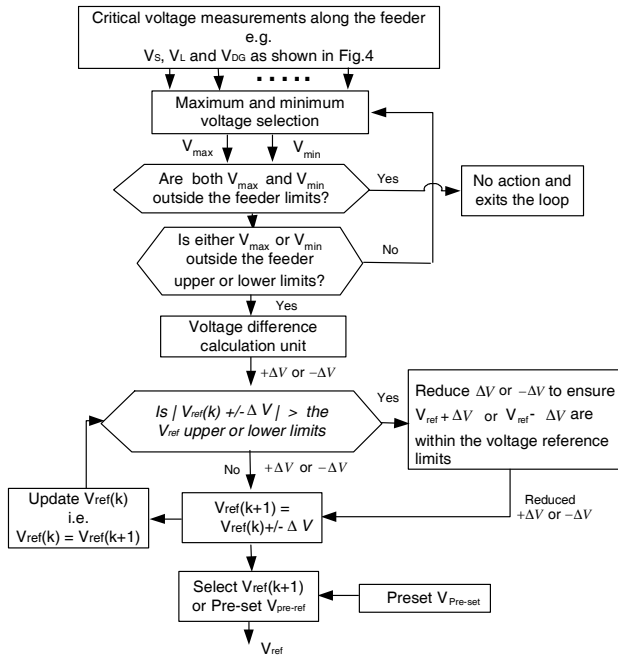 Critical voltage measurements along the feeder
e.g.
VS, VL and VDG as shown in Fig.4
Maximum and minimum
voltage selection
Vmax
Vmin
Are both Vmax and Vmin
outside the feeder limits?
Yes
No action and
exits the loop
Is either Vmax or Vmin
outside the feeder
upper or lower limits?
No
Yes
Voltage difference
calculation unit
+ΔV or −ΔV
Is | Vref(k) +/- Δ V | > the
Vref upper or lower limits
Yes
Reduce ΔV or −ΔV to ensure
Vref + ΔV or Vref - ΔV are
within the voltage reference
limits
No
+ΔV or −ΔV
Reduced
+ΔV or −ΔV
Update Vref(k)
i.e.
Vref(k) = Vref(k+1)
Vref(k+1) =
Vref(k)+/- Δ V
Select Vref(k+1)
or Pre-set Vpre-ref
Preset VPre-set
Vref